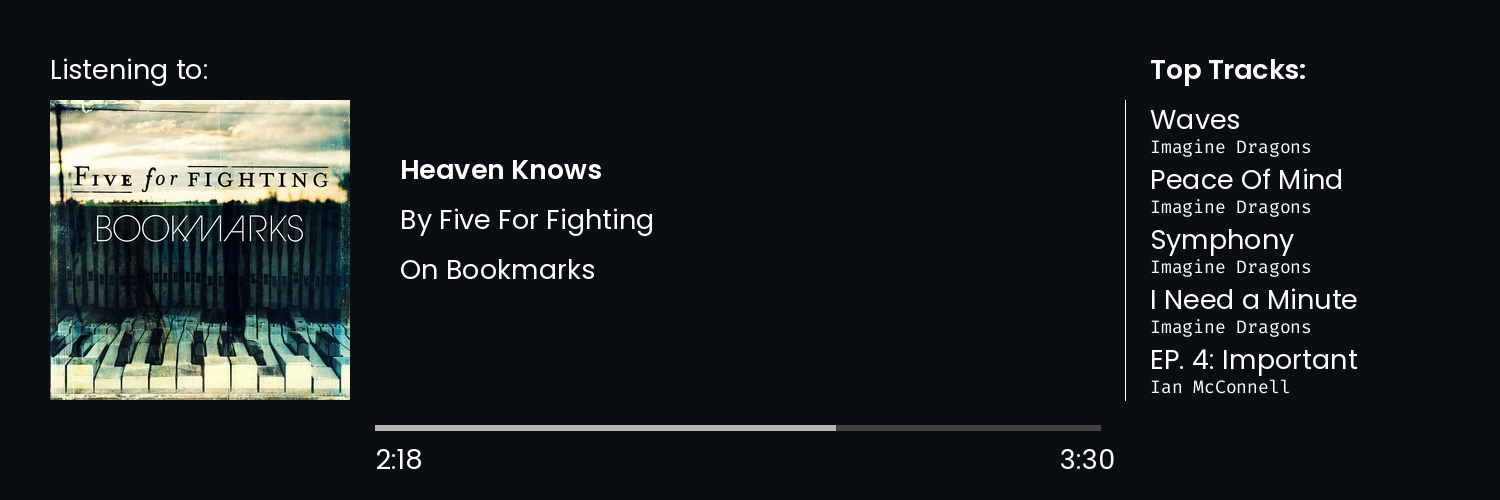 Listening to:
Five for Fighting
BOOKMARKS
Heaven Knows
By Five For Fighting
On Bookmarks
2:18
3:30
Top Tracks:
Waves
Imagine Dragons
Peace Of Mind
Imagine Dragons
Symphony
Imagine Dragons
I Need a Minute
Imagine Dragons
EP. 4: Important
Ian McConnell